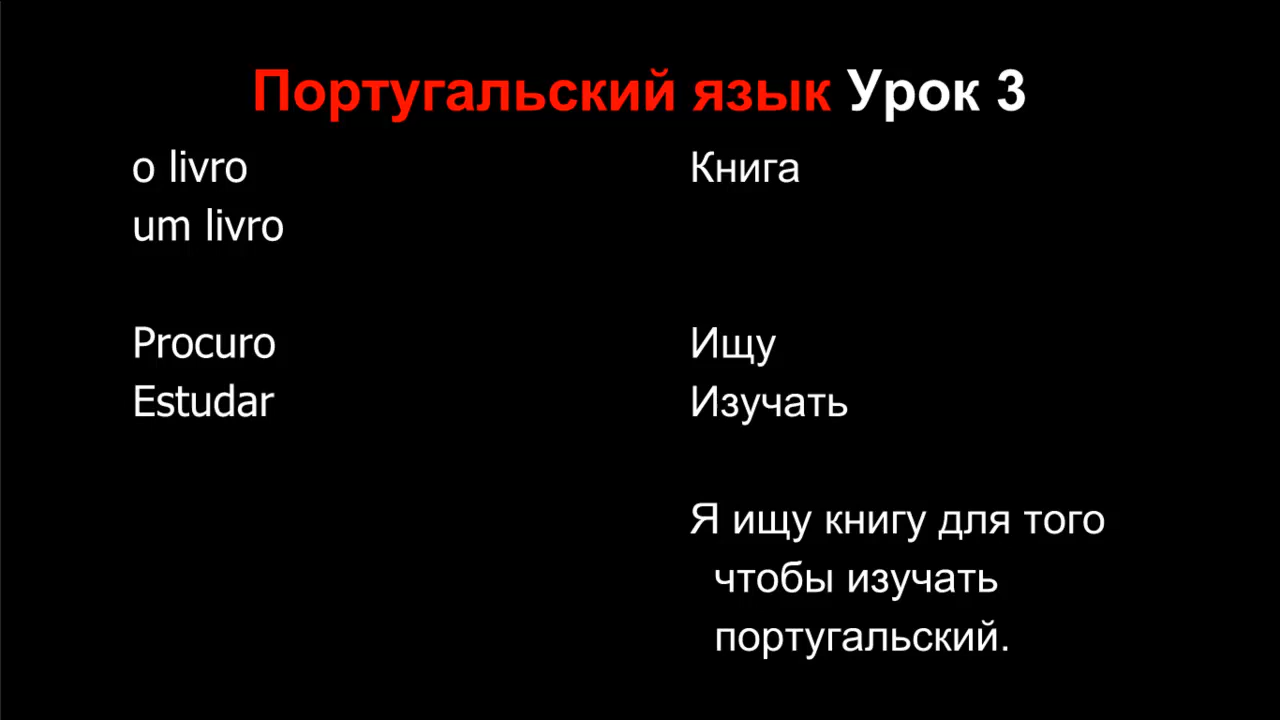 Португальский язык Урок 3
o livro Книга
um livro
Procuro Ищу
Estudar Изучать
Я ищу книгу для того
чтобы изучать
португальский.